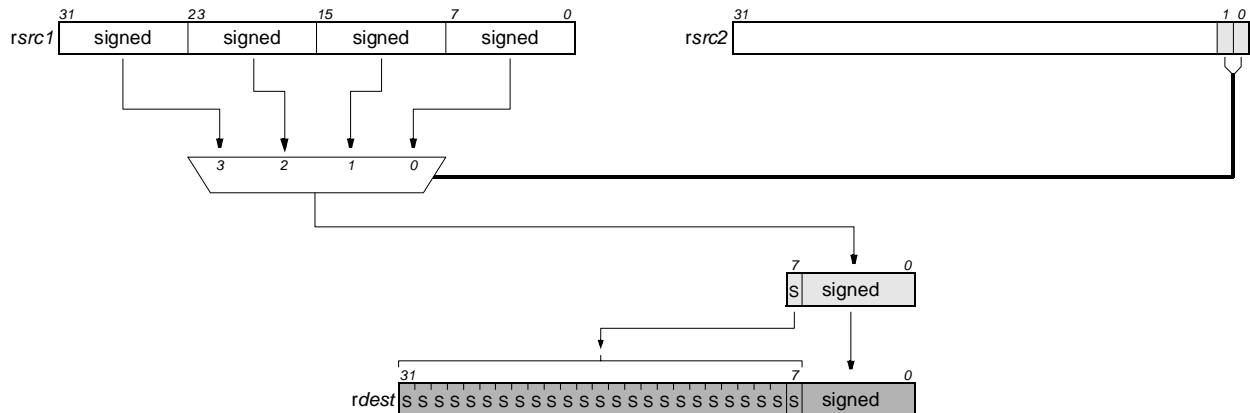 31 23 15 7 0 31 1 0
rsrc1 signed signed signed signed rsrc2
3 2 1 0
7 0
S signed
31 7 0
rdest S S S S S S S S S S S S S S S S S S S S S S S S S signed